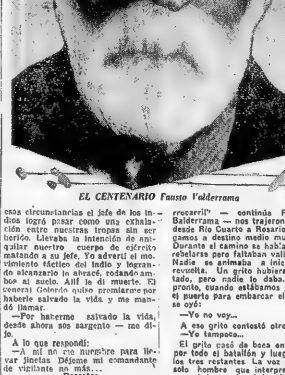 EL CENTENARIO Fausto Valderrama
esas circunstancias el jefe de los in-
dios logró pasar como una exhala-
ción entre nuestras tropas sin ser
herido. Llevaba la intención de ani-
quilar nuestro cuerpo de ejército
matando a su jefe. Yo advertí el mo-
vimiento táctico del indio y logran-
do alcanzarlo lo abracé, rodando am-
bos al suelo. Allí le di muerte. El
general Golordo quiso premiarme por
haberle salvado la vida y me man-
dó llamar.
—Por haberme salvado la vida,
desde ahora sos sargento — me di-
jo.
A lo que respondí:
—A mí no me nuembre para lle-
var jinetas. Déjeme mi comandante
de vigilante no más...
rrocarril" — continúa F
Balderrama — nos trajeron
desde Río Cuarto a Rosario
gamos a destino medio mu
Durante el camino se habla
rebelarse pero faltaban vali
Nadie se animaba a inic
revuelta. Un grito hubiera
tado, pero nadie lo daba.
pronto, cuando estábamos
el puerto para embarcar el
se oyó:
—Yo no voy...
A ese grito contestó otro
—Yo tampoco...
El grito casó de boca en
por todo el batallón y lueg
los tres restantes. La voz
solo hombre que interpre